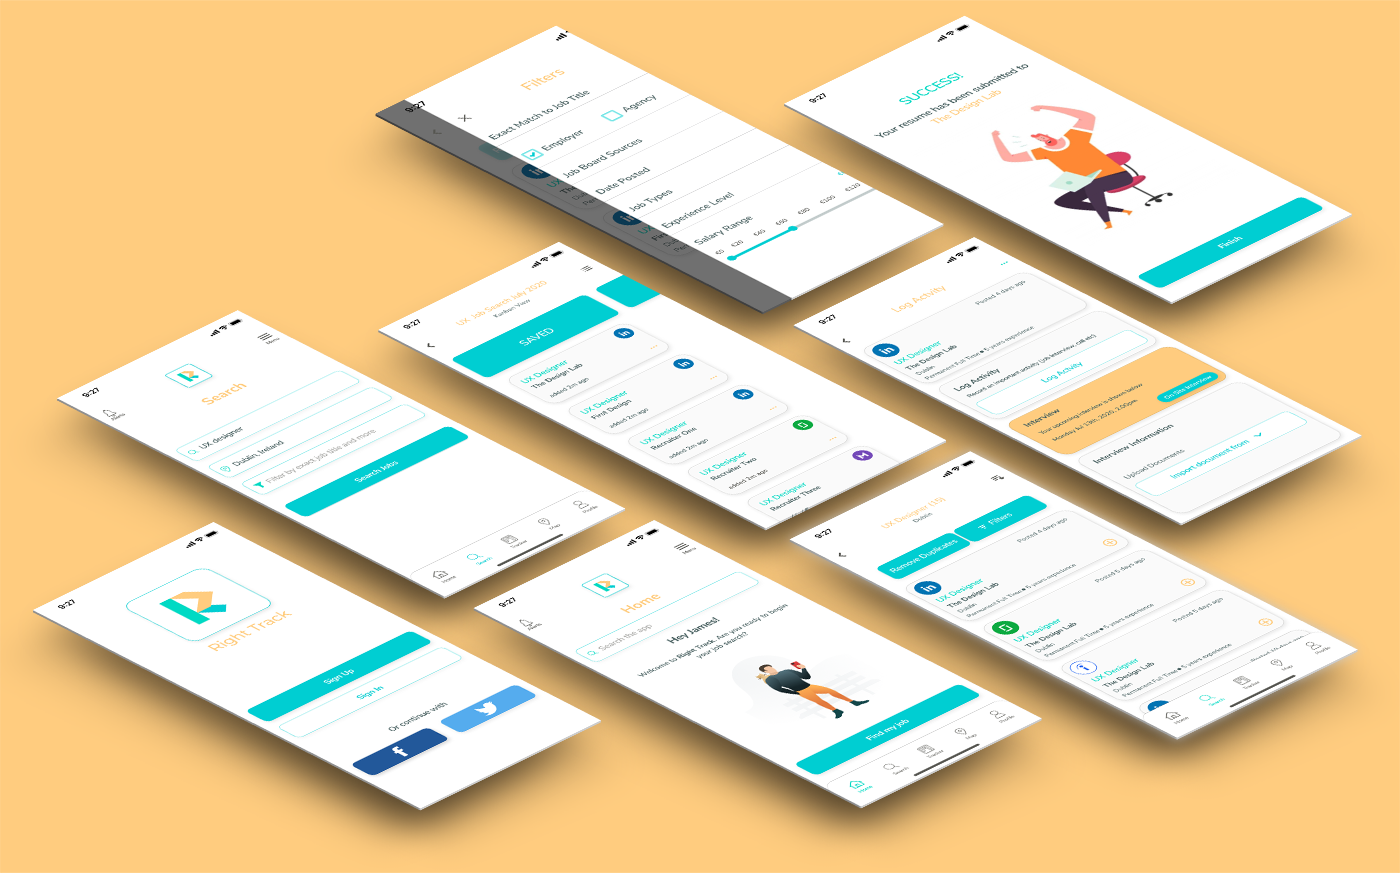 9:27
Filters
Exact Match to Job Title
Employer
Agency
Job Board Sources
Date Posted
Job Types
Experience Level
Salary Range
€0 €20 €40 €60 €80 €100 €120
9:27
SUCCESS!
Your resume has been submitted to
The Design Lab
Finish
9:27
UX Job Search July 2020
Kanban View
SAVED
UX Designer
The Design Lab
added 2m ago
UX Designer
First Design
added 2m ago
UX Designer
Recruiter One
added 2m ago
UX Designer
Recruiter Two
added 2m ago
UX Designer
Recruiter Three
9:27
Log Activity
Posted 4 days ago
UX Designer
The Design Lab
Dublin
Permanent Full Time • 5 years experience
Log Activity
Record an important activity (job interview, call etc)
Log Activity
Interview
Your upcoming interview is shown below
Monday Jul 13th, 2020, 2.00pm
On Site Interview
Interview Information
Upload Documents
Import document from
9:27
Menu
Alerts
Search
UX designer
Dublin, Ireland
Filter by exact job title and more
Search Jobs
Home
Search
Tracker
Map
Profile
9:27
UX Designer (15)
Dublin
Remove Duplicates
Filters
Posted 4 days ago
UX Designer
The Design Lab
Dublin
Permanent Full Time • 5 years experience
Posted 5 days ago
UX Designer
The Design Lab
Dublin
Permanent Full Time • 5 years experience
Posted 5 days ago
UX Designer
The Design Lab
Dublin
Permanent Full Time • 5 years experience
Home
Search
Tracker
Map
Profile
9:27
Right Track
Sign Up
Sign In
Or continue with
9:27
Menu
Alerts
Home
Search the app
Hey James!
Welcome to Right Track. Are you ready to begin
your job search?
Find my job
Home
Search
Tracker
Map
Profile